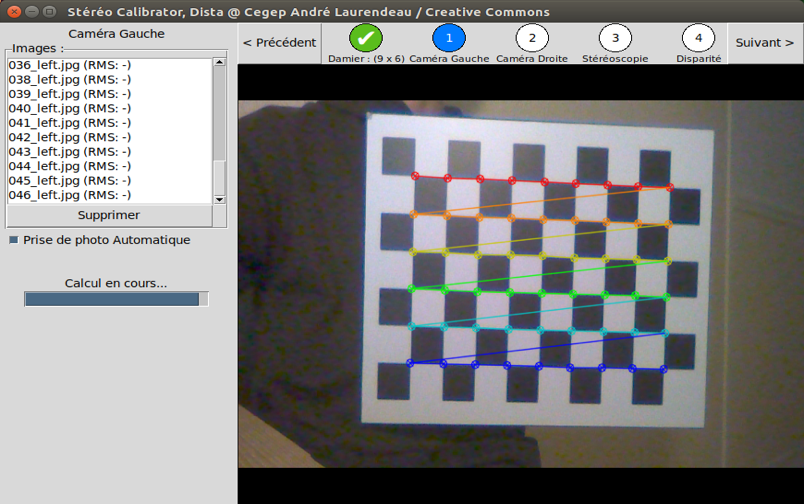 Stéréo Calibrator, Dista @ Cegep André Laurendeau / Creative Commons
Caméra Gauche
Images :
036_left.jpg (RMS: -)
038_left.jpg (RMS: -)
039_left.jpg (RMS: -)
040_left.jpg (RMS: -)
041_left.jpg (RMS: -)
042_left.jpg (RMS: -)
043_left.jpg (RMS: -)
044_left.jpg (RMS: -)
045_left.jpg (RMS: -)
046_left.jpg (RMS: -)
Supprimer
Prise de photo Automatique
Calcul en cours...
< Précédent
Damier : (9 x 6)
1
Caméra Gauche
2
Caméra Droite
3
Stéréoscopie
4
Disparité
Suivant >